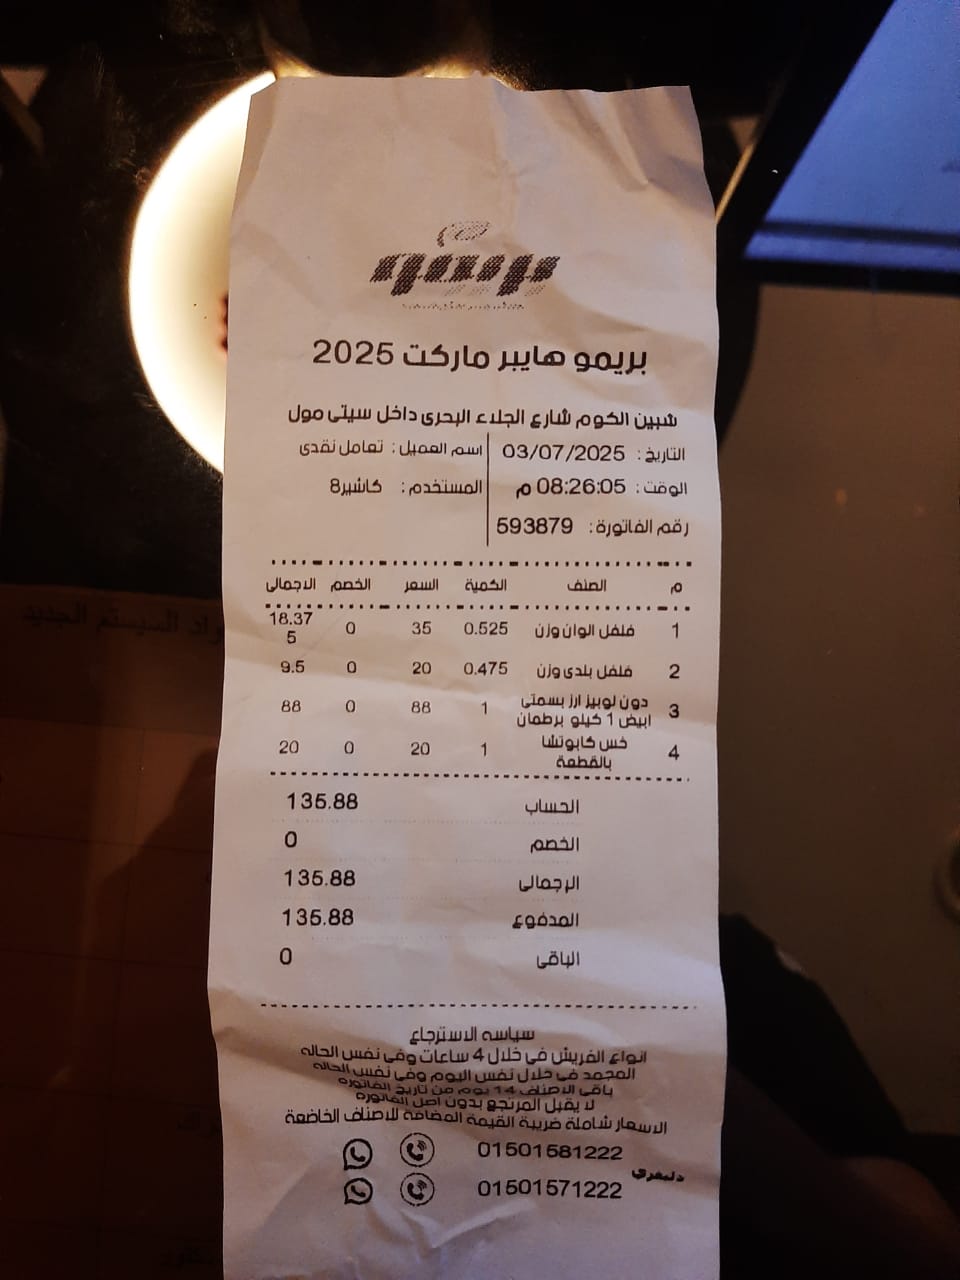 بريمو
بريمو هايبر ماركت 2025
شبين الكوم شارع الجلاء البحرى داخل سيتى مول
التاريخ : 03/07/2025 اسم العميل : تعامل نقدى
الوقت : 08:26:05 م المستخدم : كاشير8
رقم الفاتورة : 593879
م الصنف الكمية السعر الخصم الاجمالى
1 فلفل الوان وزن 0.525 35 0 18.375
2 فلفل بلدى وزن 0.475 20 0 9.5
3 دون لوبيز ارز بسمتى 1 88 0 88
ابيض 1 كيلو برطمان
4 خس كابوتشا 1 20 0 20
بالقطعة
الحساب 135.88
الخصم 0
الإجمالى 135.88
المدفوع 135.88
الباقى 0
سياسه الاسترجاع
انواع الفريش فى خلال 4 ساعات وفى نفس الحاله
المجمد فى خلال نفس اليوم وفى نفس الحاله
باقى الاصناف 14 يوم من تاريخ الفاتوره
لا يقبل المرتجع بدون اصل الفاتوره
الاسعار شاملة ضريبة القيمة المضافة للاصناف الخاضعة
دليفري 01501581222
01501571222